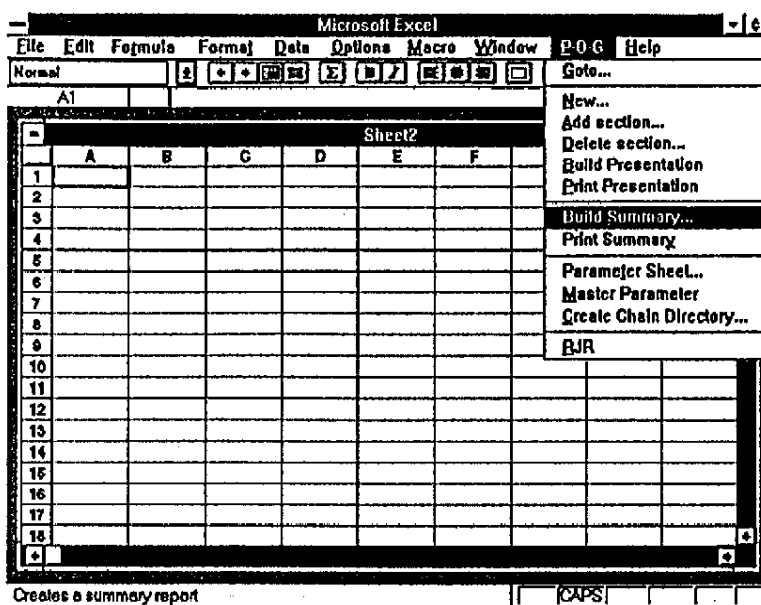 Microsoft Excel
File Edit Formula Format Data Options Macro Window P-O-G Help
Normal
Σ B I
A1
Goto...
New...
Add section...
Delete section...
Build Presentation
Print Presentation
Build Summary...
Print Summary
Parameter Sheet...
Master Parameter
Create Chain Directory...
RJR
Sheet2
A B C D E F
1
2
3
4
5
6
7
8
9
10
11
12
13
14
15
16
17
18
Creates a summary report CAPS